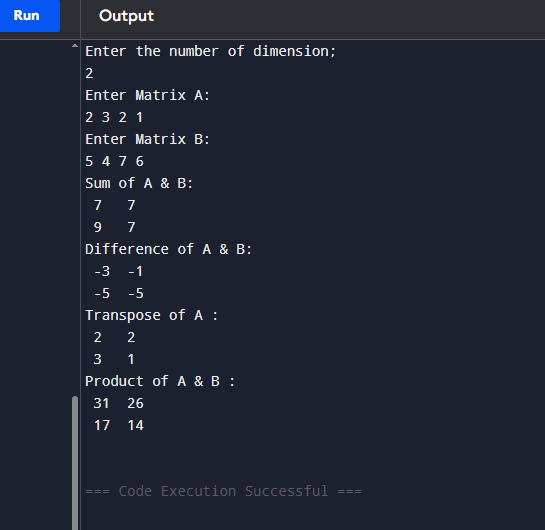 Run
Output
Enter the number of dimension;
2
Enter Matrix A:
2 3 2 1
Enter Matrix B:
5 4 7 6
Sum of A & B:
7 7
9 7
Difference of A & B:
-3 -1
-5 -5
Transpose of A :
2 2
3 1
Product of A & B :
31 26
17 14
=== Code Execution Successful ===